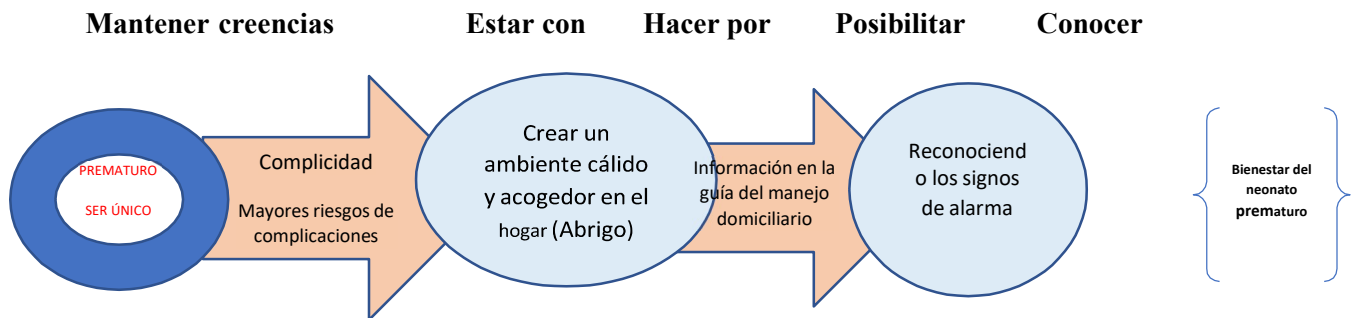 Mantener creencias Estar con Hacer por Posibilitar Conocer
PREMATURO
SER ÚNICO
Complicidad
Mayores riesgos de
complicaciones
Crear un
ambiente cálido
y acogedor en el
hogar (Abrigo)
Información en la
guía del manejo
domiciliario
Reconociend
o los signos
de alarma
Bienestar del
neonato
prematuro